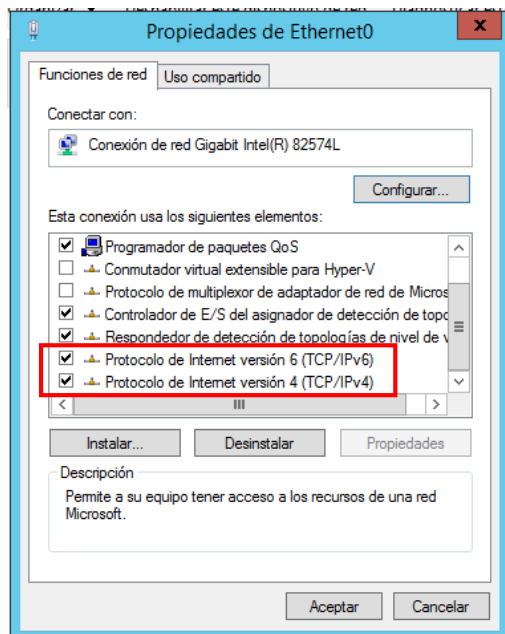 Propiedades de Ethernet0
x
Funciones de red
Uso compartido
Conectar con:
Conexión de red Gigabit Intel(R) 82574L
Configurar...
Esta conexión usa los siguientes elementos:
Programador de paquetes QoS
Conmutador virtual extensible para Hyper-V
Protocolo de multiplexor de adaptador de red de Micros
Controlador de E/S del asignador de detección de topo
Respondedor de detección de topologías de nivel de v
Protocolo de Internet versión 6 (TCP/IPv6)
Protocolo de Internet versión 4 (TCP/IPv4)
Instalar...
Desinstalar
Propiedades
Descripción
Permite a su equipo tener acceso a los recursos de una red
Microsoft.
Aceptar
Cancelar